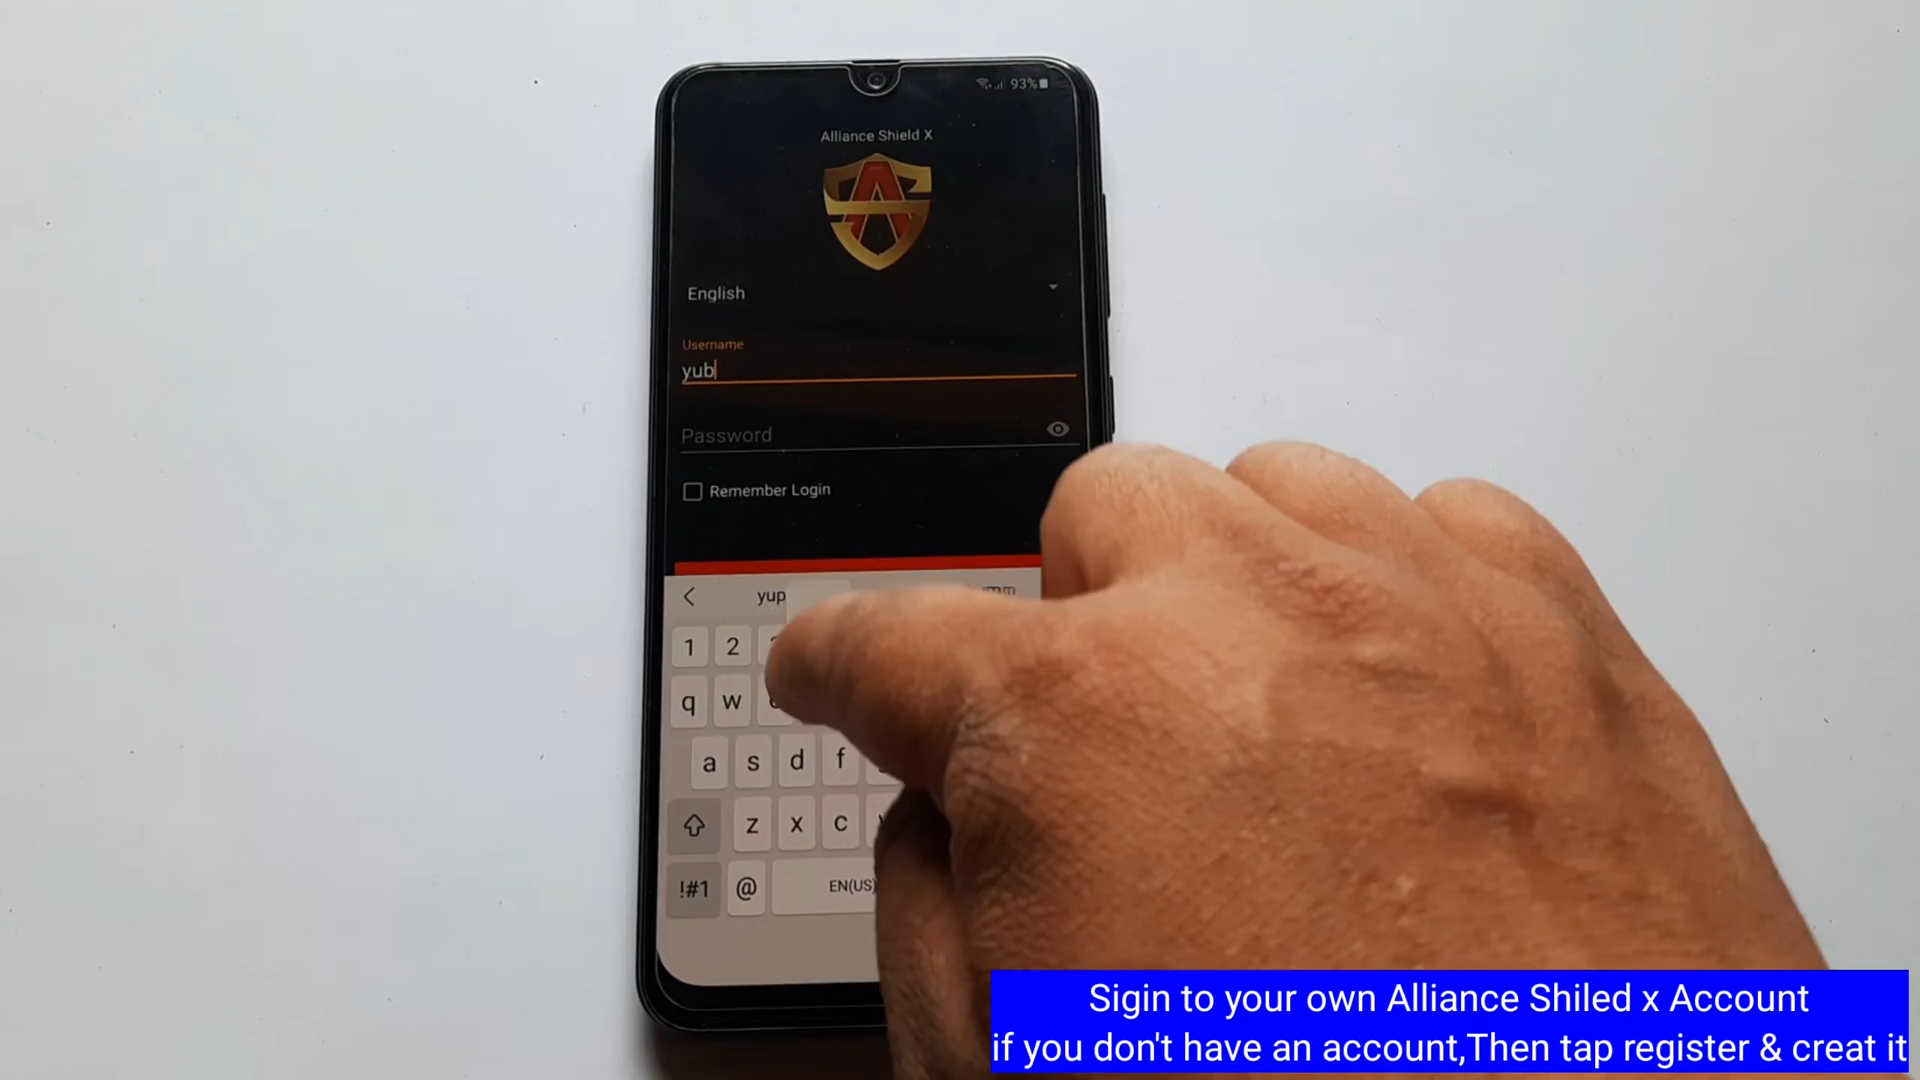 93%
Alliance Shield X
English
Username
yub
Password
Remember Login
yup
1 2
q w
a s d f
z x c
!#1 @ EN(US)
Sigin to your own Alliance Shiled x Account
if you don't have an account,Then tap register & creat it